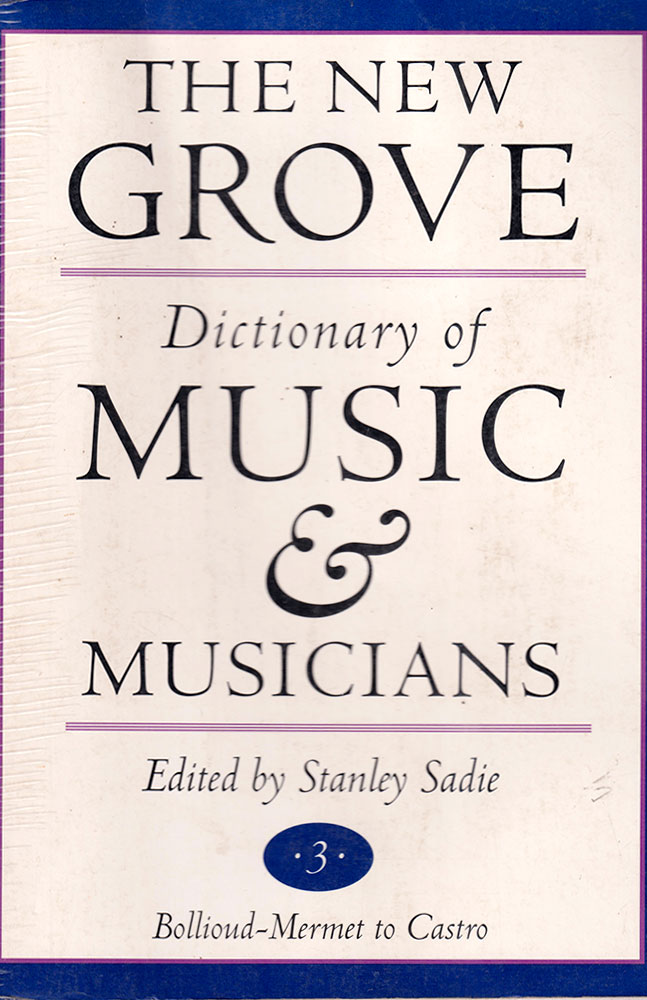 THE NEW
GROVE
Dictionary of
MUSIC
&
MUSICIANS
Edited by Stanley Sadie
·3·
Bollioud-Mermet to Castro